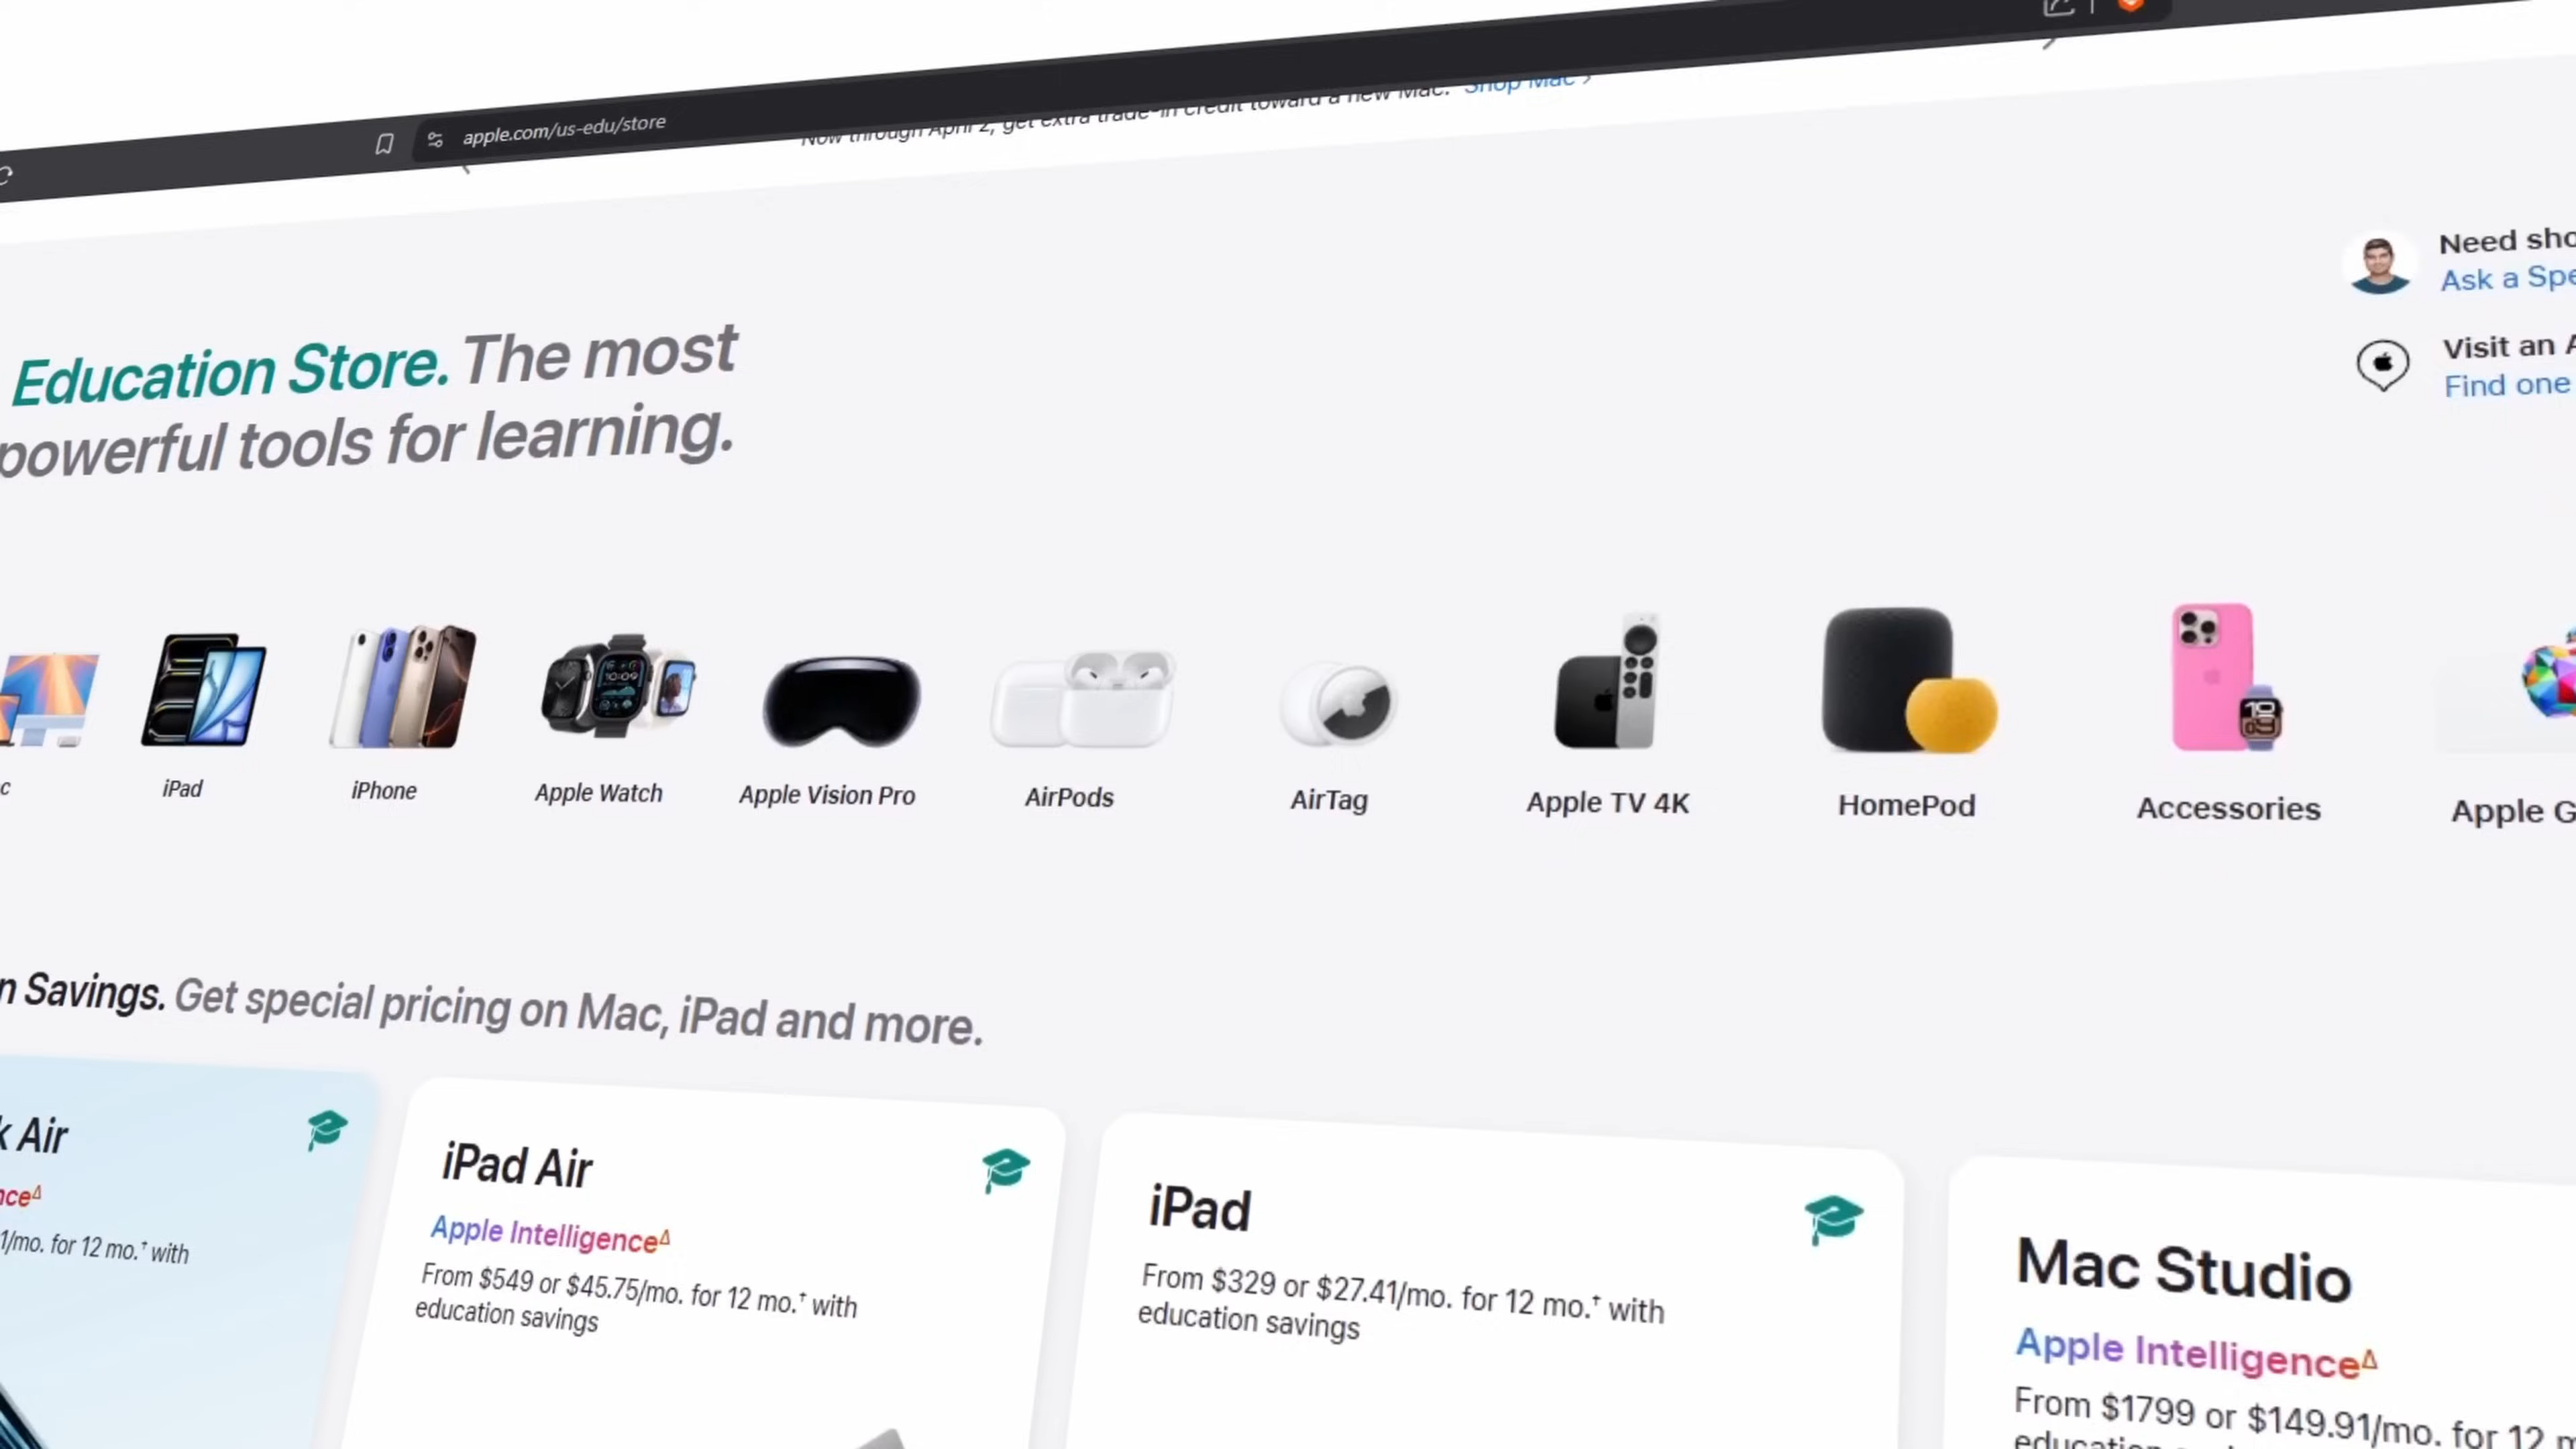 apple.com/us-edu/store
Now through April 2, get extra trade-in credit toward a new Mac. Shop Mac >
Need sho
Ask a Spe
Visit an A
Find one
Education Store. The most
powerful tools for learning.
c
iPad
iPhone
Apple Watch
Apple Vision Pro
AirPods
AirTag
Apple TV 4K
HomePod
Accessories
Apple G
n Savings. Get special pricing on Mac, iPad and more.
k Air
nce∆
1/mo. for 12 mo.† with
iPad Air
Apple Intelligence∆
From $549 or $45.75/mo. for 12 mo.† with
education savings
iPad
From $329 or $27.41/mo. for 12 mo.† with
education savings
Mac Studio
Apple Intelligence∆
From $1799 or $149.91/mo. for 12 m